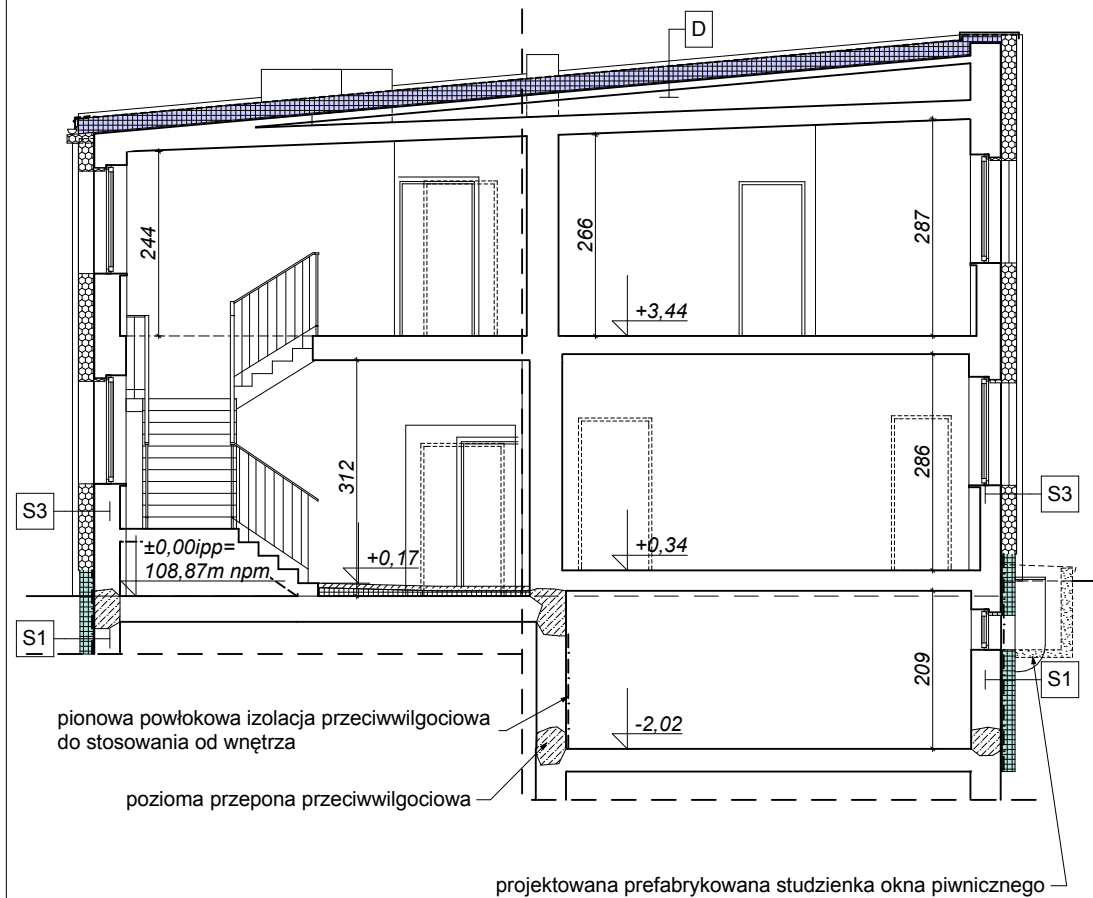 D
244
266
287
+3,44
312
286
S3
S3
±0,00ipp=
108,87m npm
+0,17
+0,34
S1
209
S1
pionowa powłokowa izolacja przeciwwilgociowa
do stosowania od wnętrza
-2,02
pozioma przepona przeciwwilgociowa
projektowana prefabrykowana studzienka okna piwnicznego